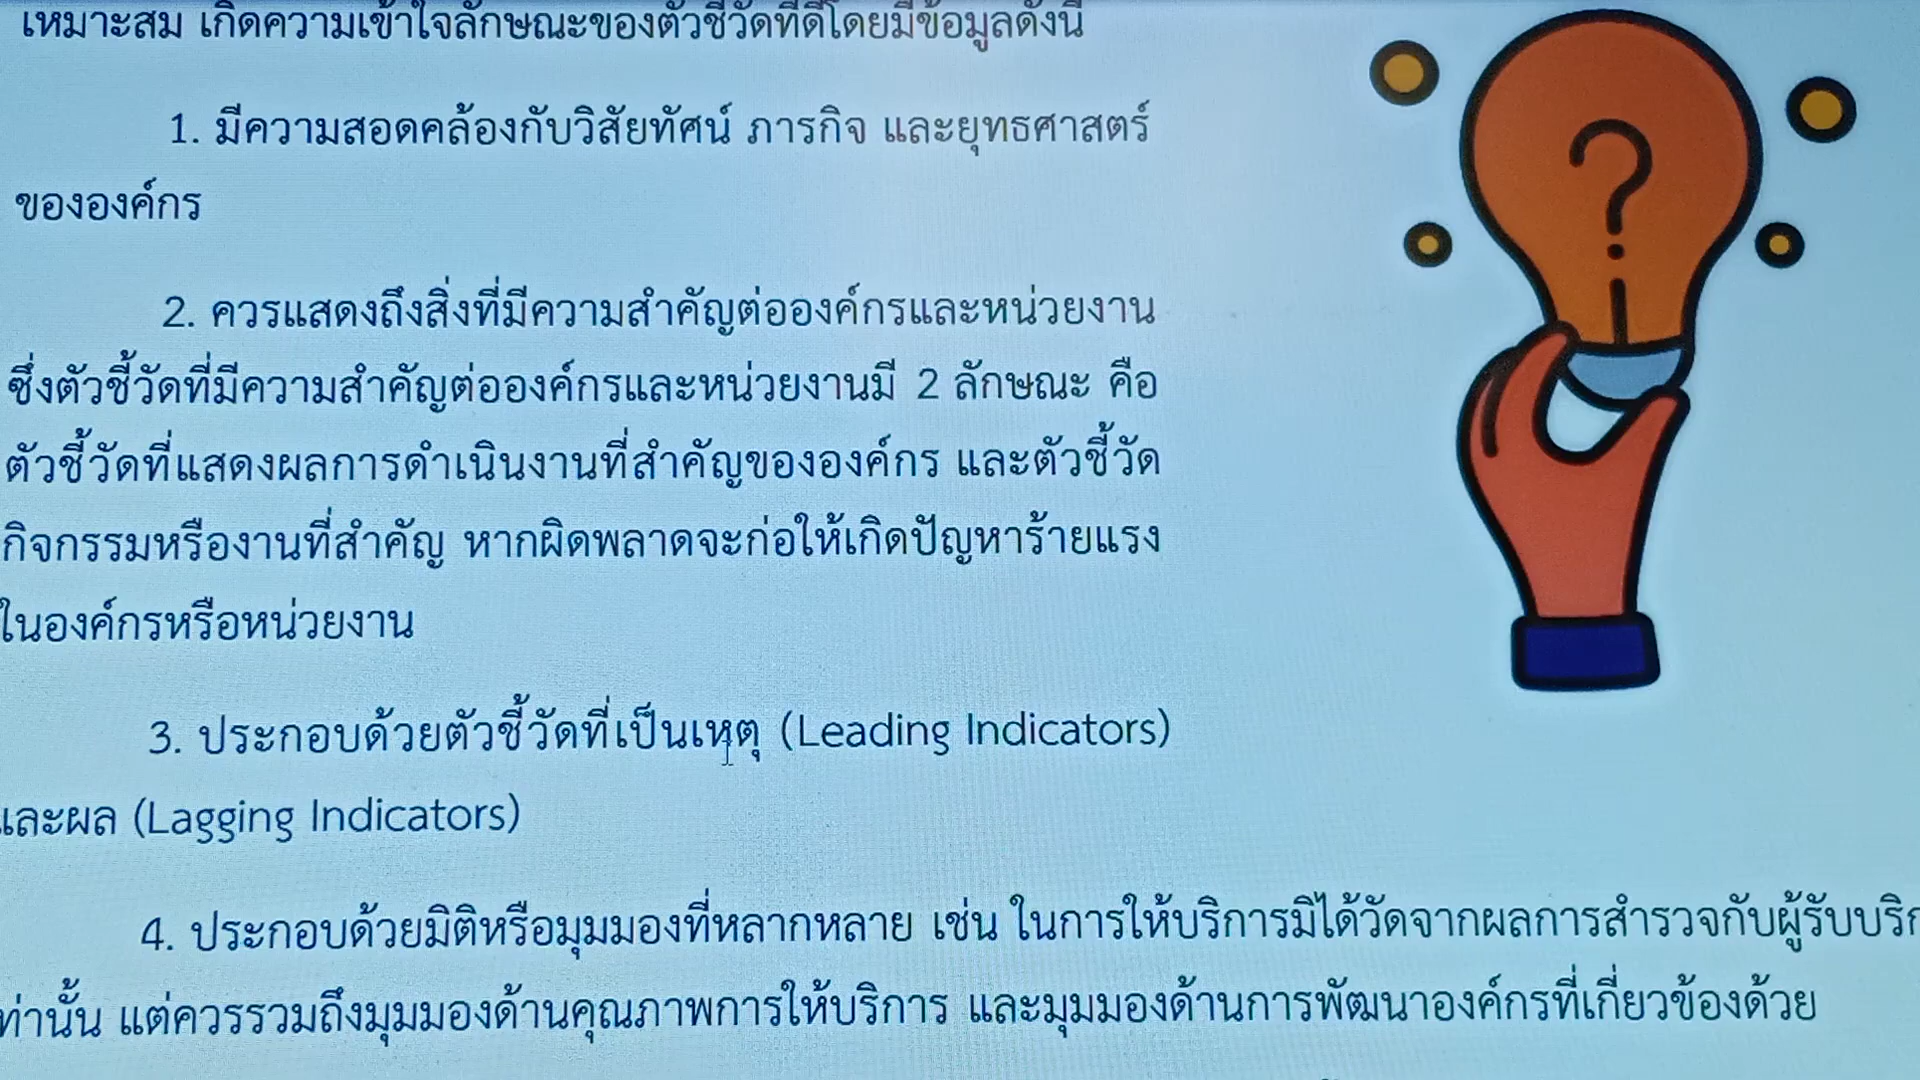 เหมาะสม เกิดความเข้าใจลักษณะของตัวชี้วัดที่ดีโดยมีข้อมูลดังนี้
1. มีความสอดคล้องกับวิสัยทัศน์ ภารกิจ และยุทธศาสตร์
ขององค์กร
2. ควรแสดงถึงสิ่งที่มีความสำคัญต่อองค์กรและหน่วยงาน
ซึ่งตัวชี้วัดที่มีความสำคัญต่อองค์กรและหน่วยงานมี 2 ลักษณะ คือ
ตัวชี้วัดที่แสดงผลการดำเนินงานที่สำคัญขององค์กร และตัวชี้วัด
กิจกรรมหรืองานที่สำคัญ หากผิดพลาดจะก่อให้เกิดปัญหาร้ายแรง
ในองค์กรหรือหน่วยงาน
3. ประกอบด้วยตัวชี้วัดที่เป็นเหตุ (Leading Indicators)
และผล (Lagging Indicators)
4. ประกอบด้วยมิติหรือมุมมองที่หลากหลาย เช่น ในการให้บริการมิได้วัดจากผลการสำรวจกับผู้รับบริก
ท่านั้น แต่ควรรวมถึงมุมมองด้านคุณภาพการให้บริการ และมุมมองด้านการพัฒนาองค์กรที่เกี่ยวข้องด้วย